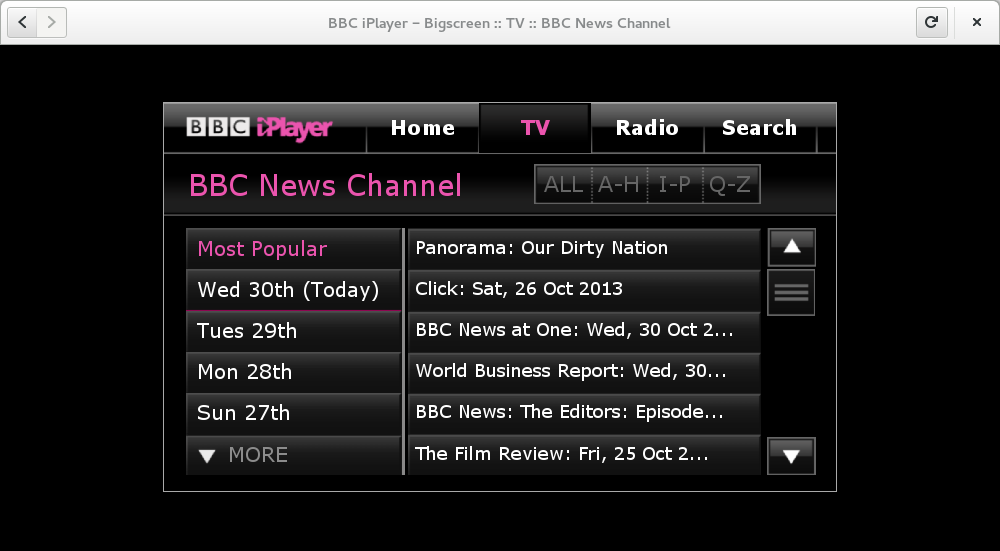 BBC iPlayer - Bigscreen :: TV :: BBC News Channel
BBC iPlayer Home TV Radio Search
BBC News Channel
ALL A-H I-P Q-Z
Most Popular
Wed 30th (Today)
Tues 29th
Mon 28th
Sun 27th
MORE
Panorama: Our Dirty Nation
Click: Sat, 26 Oct 2013
BBC News at One: Wed, 30 Oct 2...
World Business Report: Wed, 30...
BBC News: The Editors: Episode...
The Film Review: Fri, 25 Oct 2...